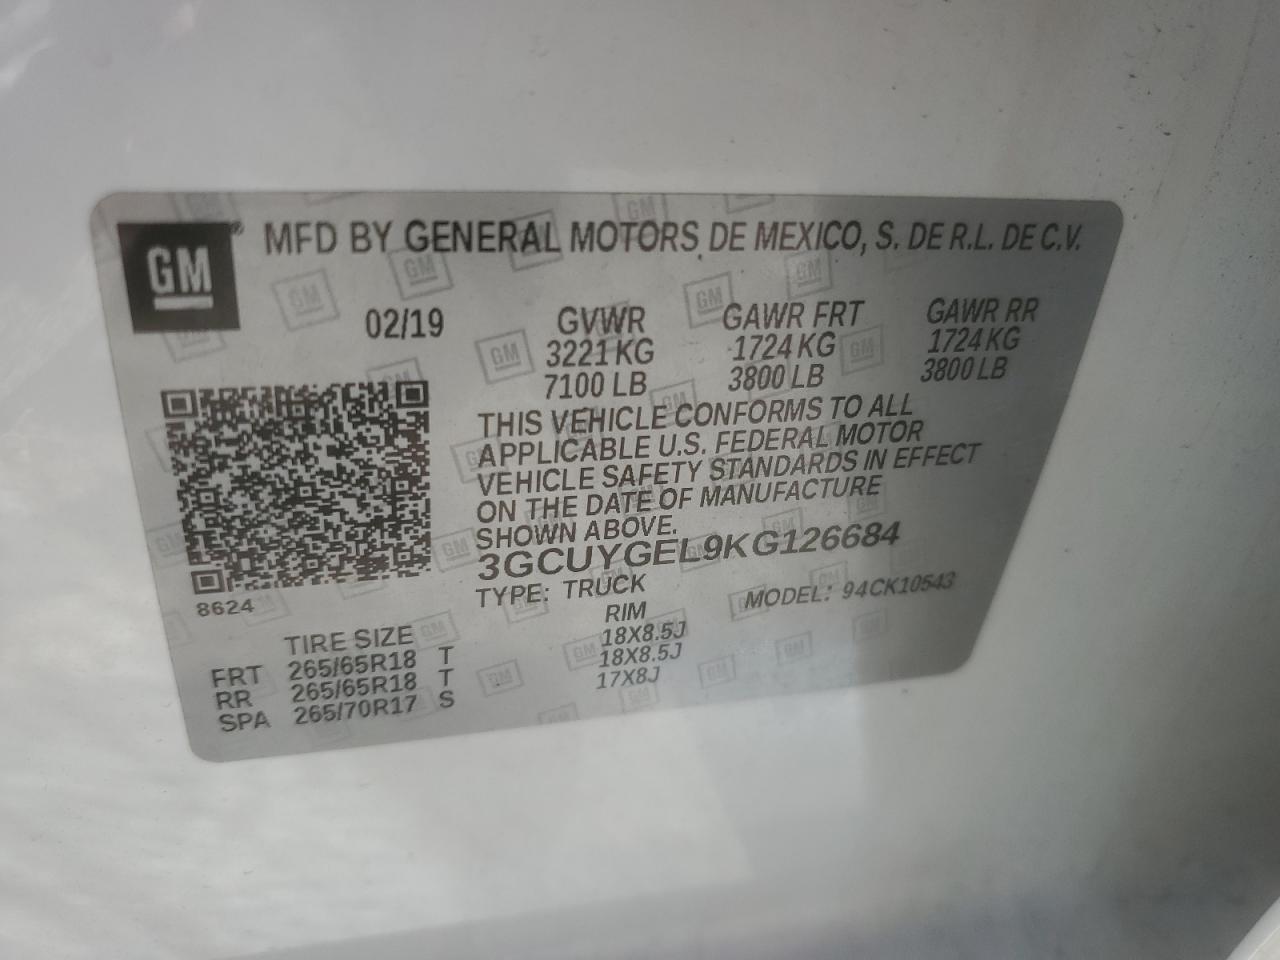 GM® MFD BY GENERAL MOTORS DE MEXICO, S. DE R.L. DE C.V.
02/19 GVWR GAWR FRT GAWR RR
3221 KG 1724 KG 1724 KG
7100 LB 3800 LB 3800 LB
THIS VEHICLE CONFORMS TO ALL
APPLICABLE U.S. FEDERAL MOTOR
VEHICLE SAFETY STANDARDS IN EFFECT
ON THE DATE OF MANUFACTURE
SHOWN ABOVE.
3GCUYGEL9KG126684
8624
TYPE: TRUCK MODEL: 94CK10543
TIRE SIZE RIM
FRT 265/65R18 T 18X8.5J
RR 265/65R18 T 18X8.5J
SPA 265/70R17 S 17X8J